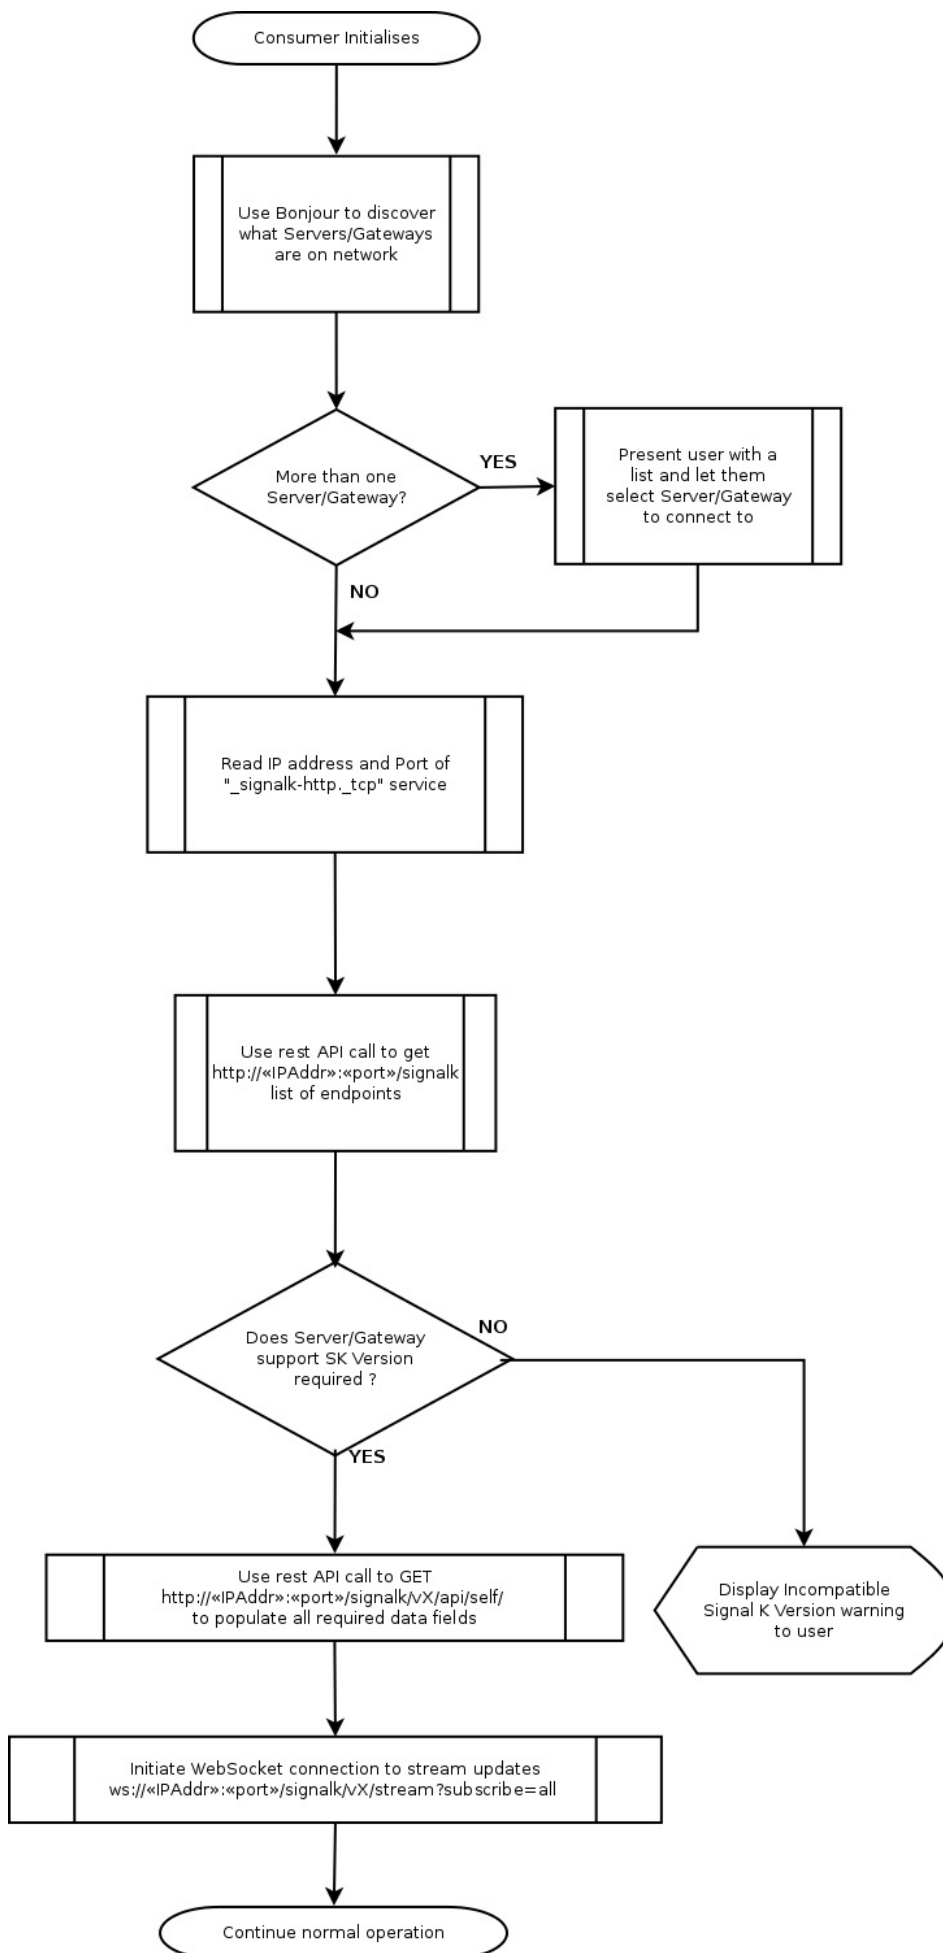 Consumer Initialises
Use Bonjour to discover
what Servers/Gateways
are on network
More than one
Server/Gateway?
YES
Present user with a
list and let them
select Server/Gateway
to connect to
NO
Read IP address and Port of
"_signalk-http._tcp" service
Use rest API call to get
http://«IPAddr»:«port»/signalk
list of endpoints
Does Server/Gateway
support SK Version
required ?
NO
YES
Use rest API call to GET
http://«IPAddr»:«port»/signalk/vX/api/self/
to populate all required data fields
Display Incompatible
Signal K Version warning
to user
Initiate WebSocket connection to stream updates
ws://«IPAddr»:«port»/signalk/vX/stream?subscribe=all
Continue normal operation